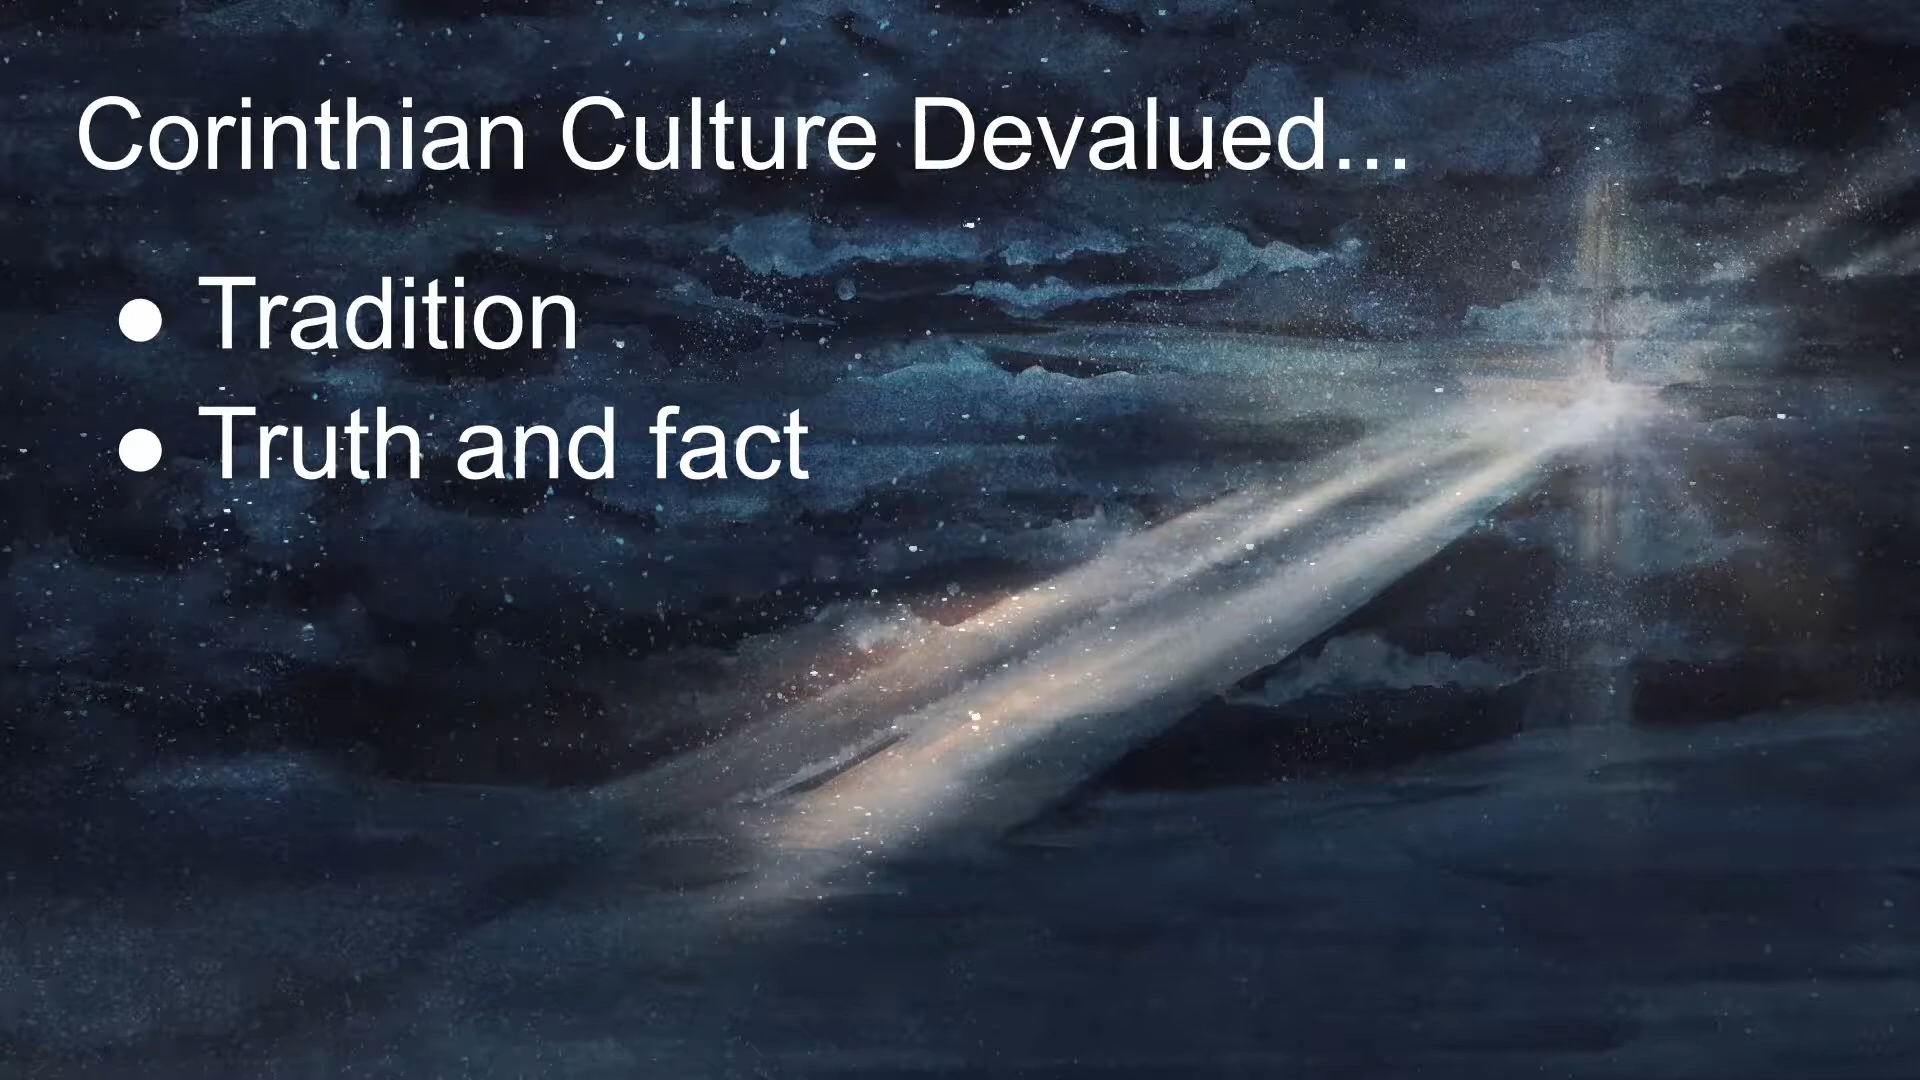 Corinthian Culture Devalued...
● Tradition
● Truth and fact